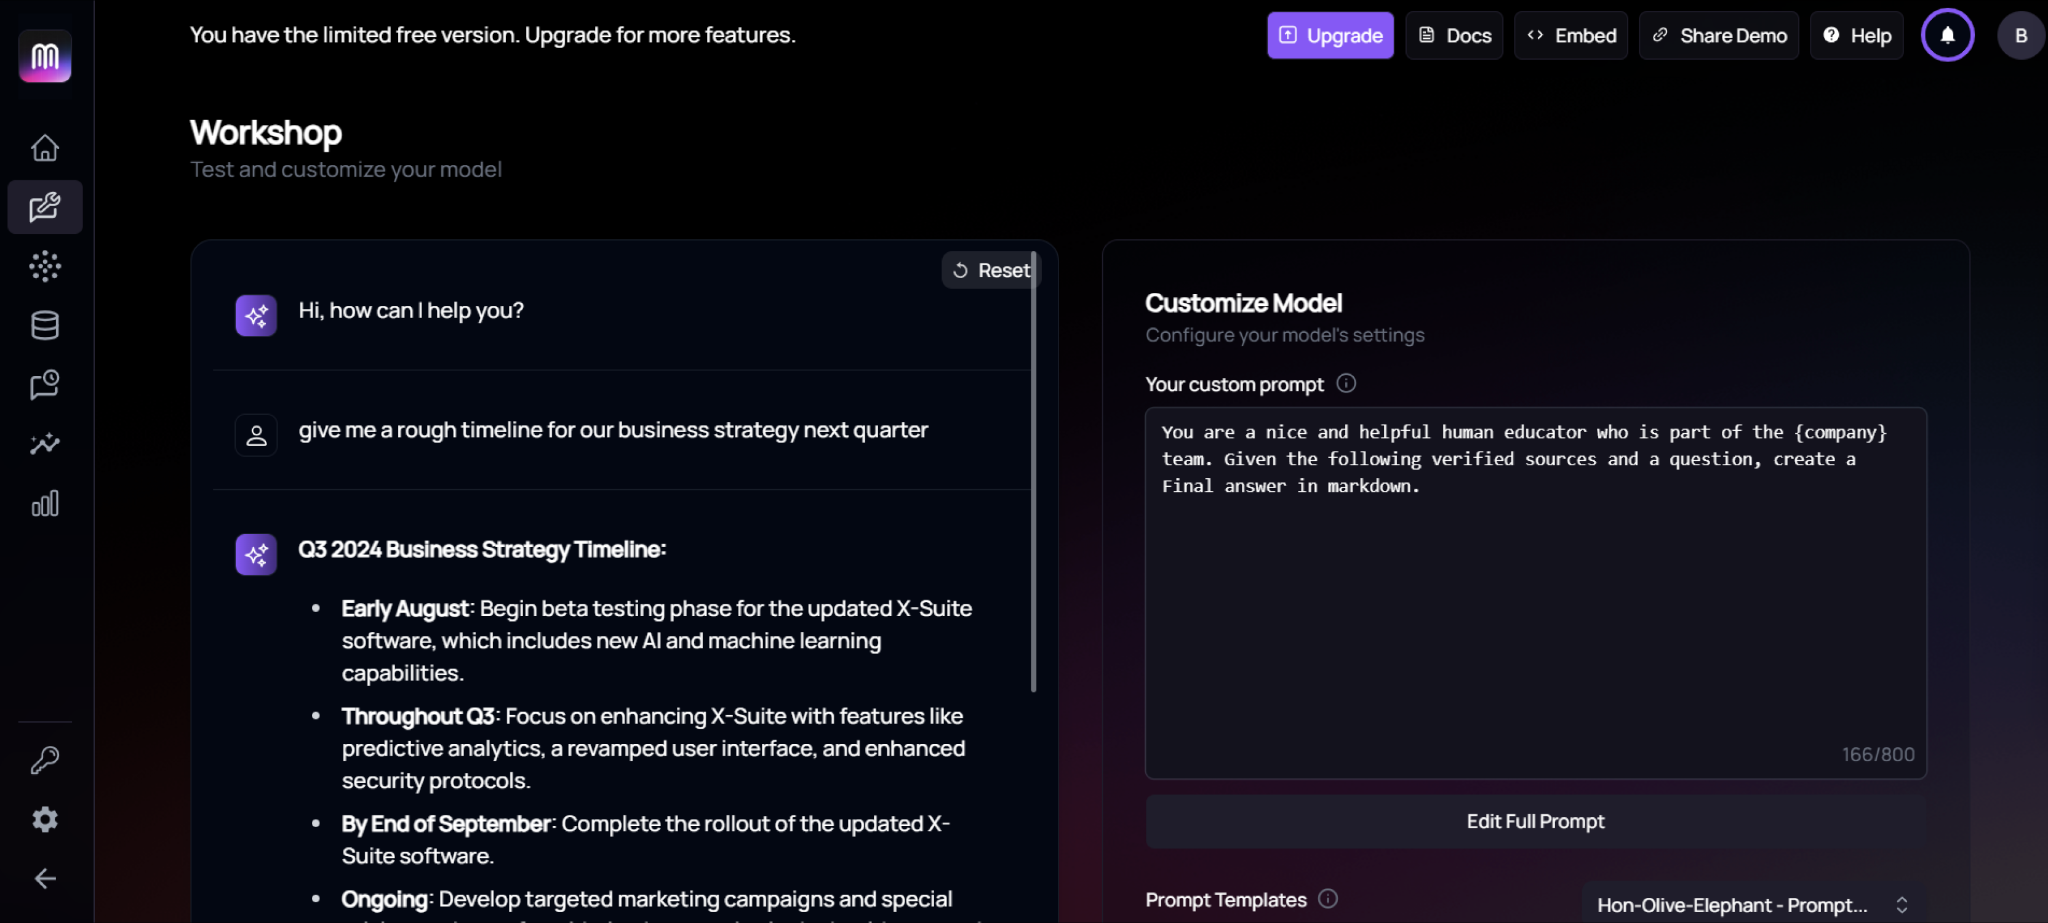 You have the limited free version. Upgrade for more features.
Upgrade
Docs
Embed
Share Demo
Help
B
Workshop
Test and customize your model
Reset
Hi, how can I help you?
give me a rough timeline for our business strategy next quarter
Q3 2024 Business Strategy Timeline:
Early August: Begin beta testing phase for the updated X-Suite
software, which includes new AI and machine learning
capabilities.
Throughout Q3: Focus on enhancing X-Suite with features like
predictive analytics, a revamped user interface, and enhanced
security protocols.
By End of September: Complete the rollout of the updated X-
Suite software.
Ongoing: Develop targeted marketing campaigns and special
Customize Model
Configure your model's settings
Your custom prompt
You are a nice and helpful human educator who is part of the {company}
team. Given the following verified sources and a question, create a
Final answer in markdown.
166/800
Edit Full Prompt
Prompt Templates
Hon-Olive-Elephant - Prompt...